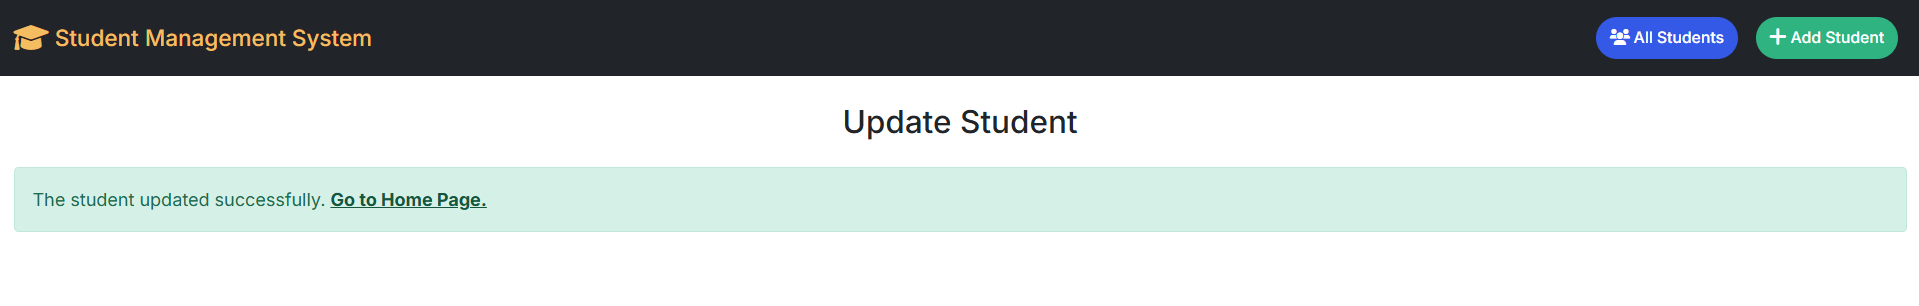 Student Management System
All Students
Add Student
Update Student
The student updated successfully. Go to Home Page.